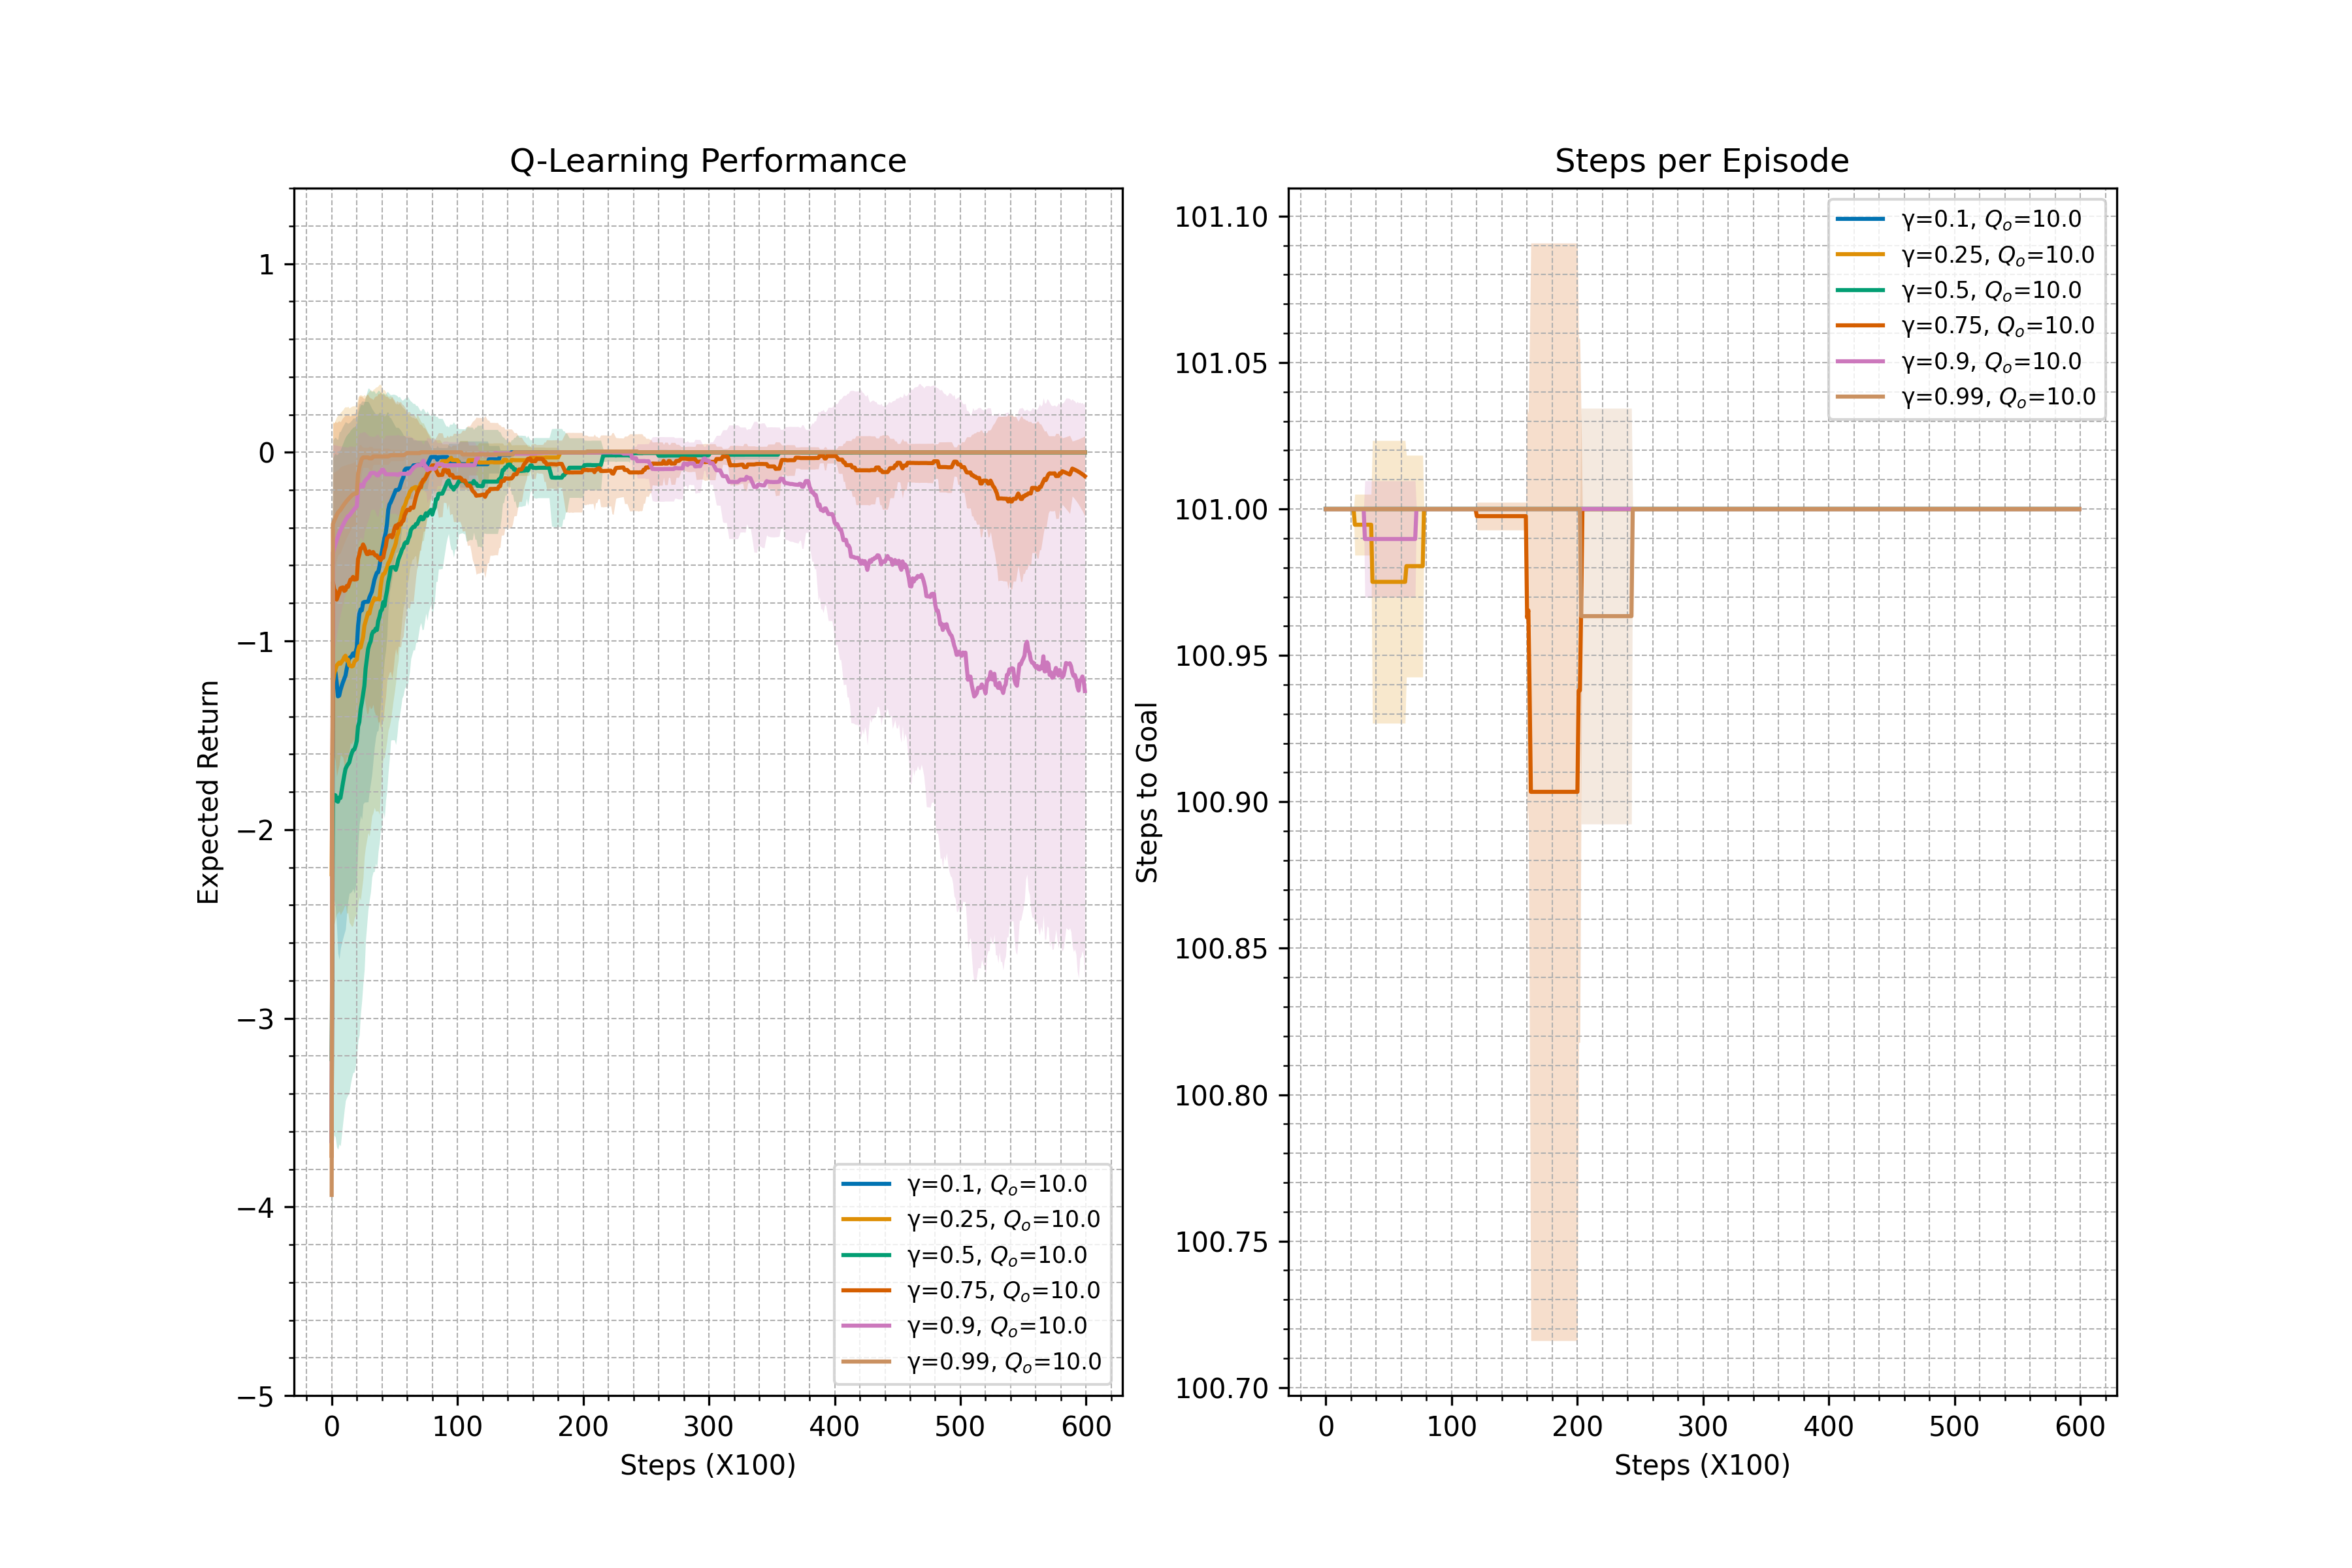 Q-Learning Performance
Expected Return
1
0
−1
−2
−3
−4
−5
0 100 200 300 400 500 600
Steps (X100)
γ=0.1, Qₒ=10.0
γ=0.25, Qₒ=10.0
γ=0.5, Qₒ=10.0
γ=0.75, Qₒ=10.0
γ=0.9, Qₒ=10.0
γ=0.99, Qₒ=10.0
Steps per Episode
Steps to Goal
101.10
101.05
101.00
100.95
100.90
100.85
100.80
100.75
100.70
0 100 200 300 400 500 600
Steps (X100)
γ=0.1, Qₒ=10.0
γ=0.25, Qₒ=10.0
γ=0.5, Qₒ=10.0
γ=0.75, Qₒ=10.0
γ=0.9, Qₒ=10.0
γ=0.99, Qₒ=10.0